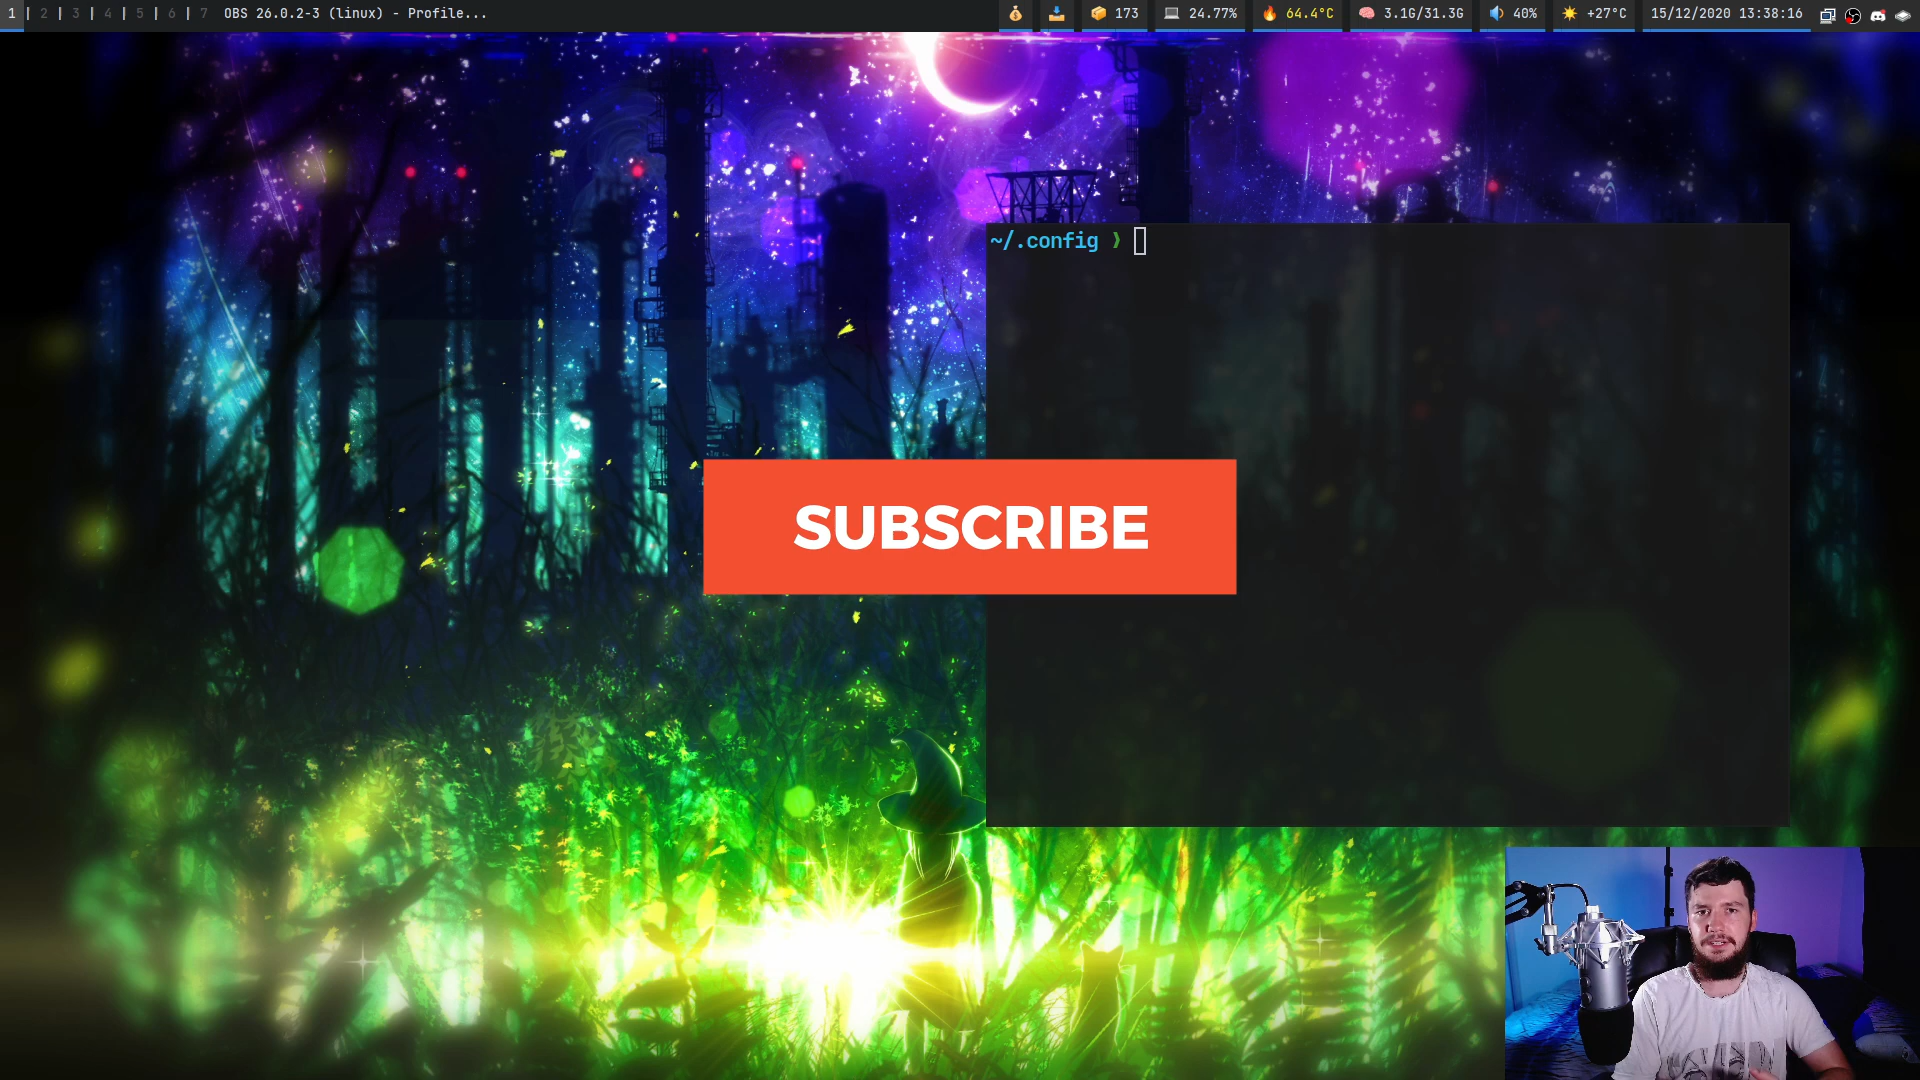 1 | 2 | 3 | 4 | 5 | 6 | 7 OBS 26.0.2-3 (linux) - Profile... 173 24.77% 64.4°C 3.1G/31.3G 40% +27°C 15/12/2020 13:38:16
~/.config ❯
SUBSCRIBE